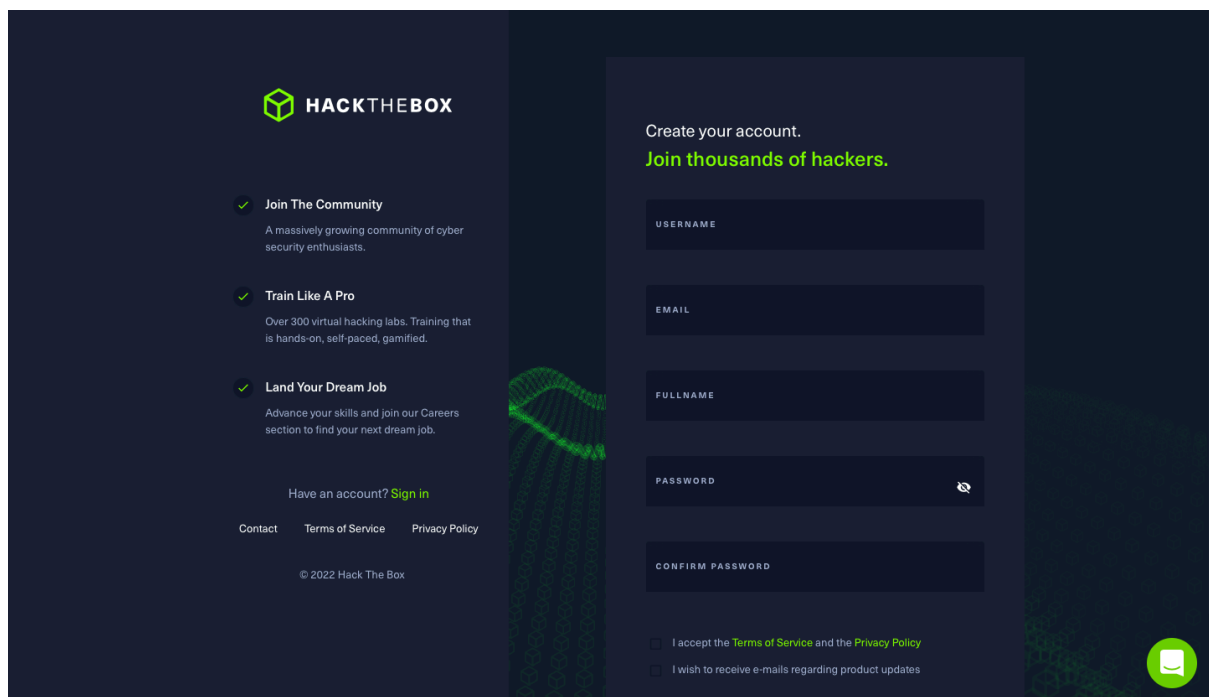 HACKTHEBOX
Join The Community
A massively growing community of cyber
security enthusiasts.
Train Like A Pro
Over 300 virtual hacking labs. Training that
is hands-on, self-paced, gamified.
Land Your Dream Job
Advance your skills and join our Careers
section to find your next dream job.
Have an account? Sign in
Contact Terms of Service Privacy Policy
© 2022 Hack The Box
Create your account.
Join thousands of hackers.
USERNAME
EMAIL
FULLNAME
PASSWORD
CONFIRM PASSWORD
I accept the Terms of Service and the Privacy Policy
I wish to receive e-mails regarding product updates